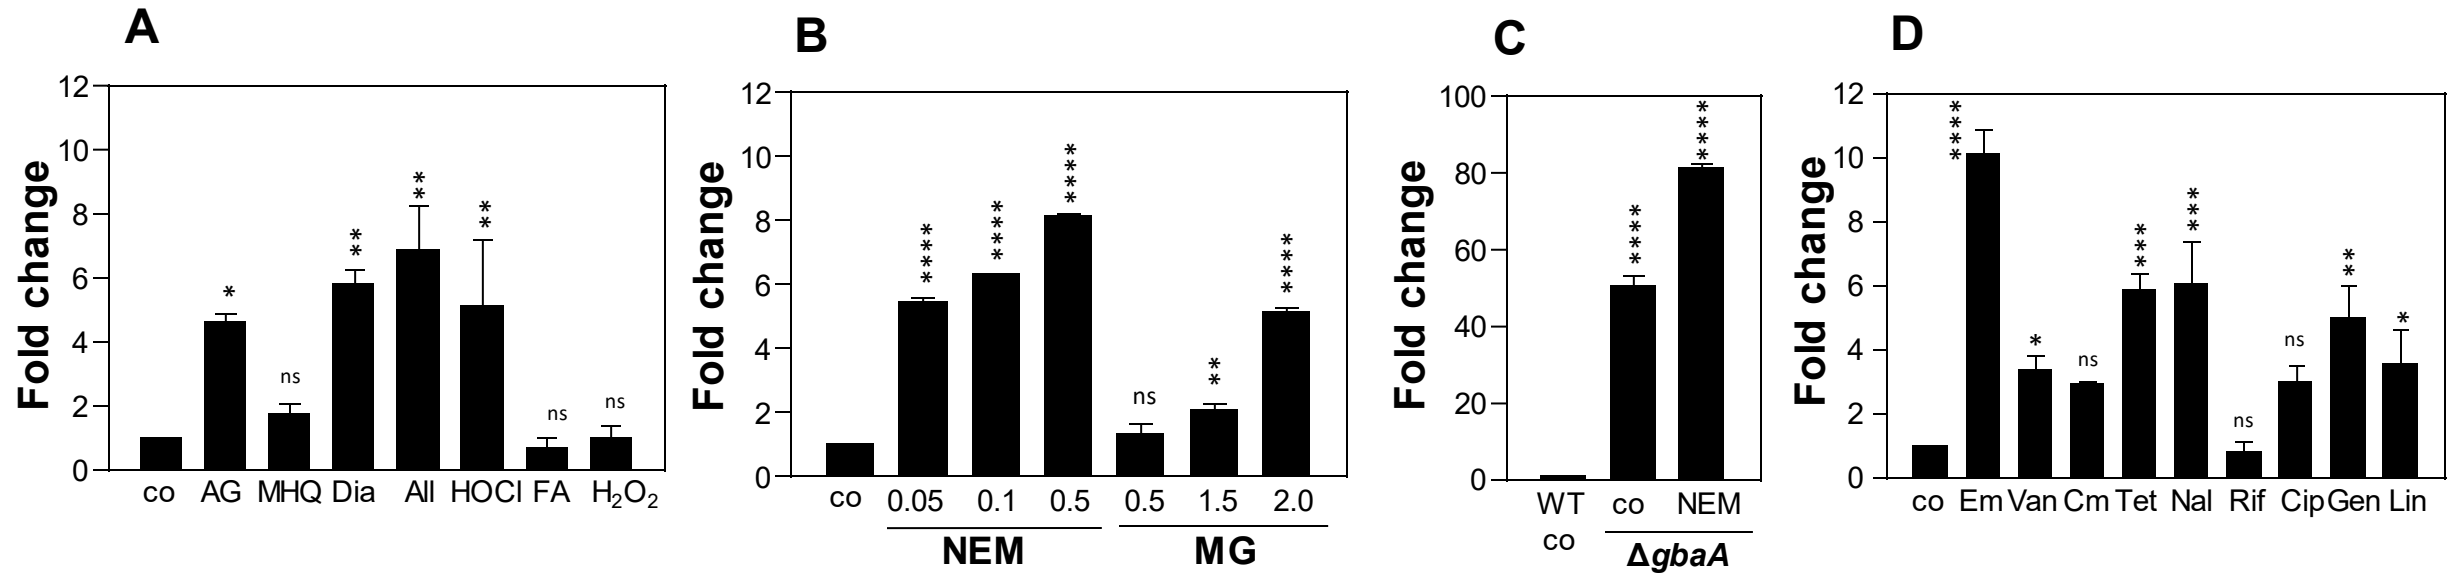 A
Fold change
12
10
8
6
4
2
0
*
ns
**
**
**
ns
ns
co AG MHQ Dia All HOCl FA H₂O₂
B
Fold change
12
10
8
6
4
2
0
****
****
****
ns
**
****
co 0.05 0.1 0.5 0.5 1.5 2.0
NEM MG
C
Fold change
100
80
60
40
20
0
****
****
WT co NEM
co
ΔgbaA
D
Fold change
12
10
8
6
4
2
0
****
*
ns
***
***
ns
ns
**
*
co Em Van Cm Tet Nal Rif Cip Gen Lin